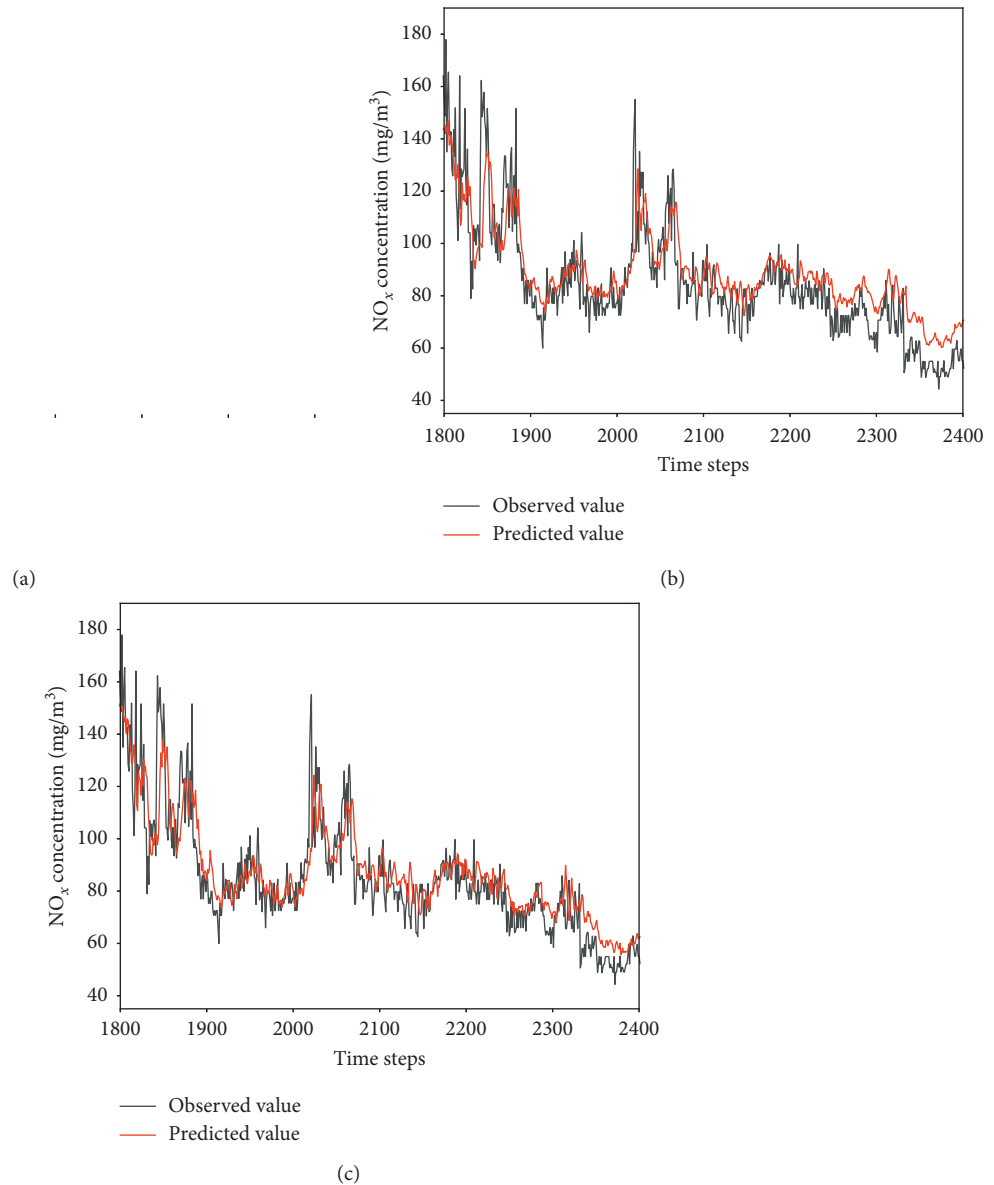 180
160
140
120
100
80
60
40
NOx concentration (mg/m³)
1800 1900 2000 2100 2200 2300 2400
Time steps
Observed value
Predicted value
(a)
(b)
180
160
140
120
100
80
60
40
NOx concentration (mg/m³)
1800 1900 2000 2100 2200 2300 2400
Time steps
Observed value
Predicted value
(c)